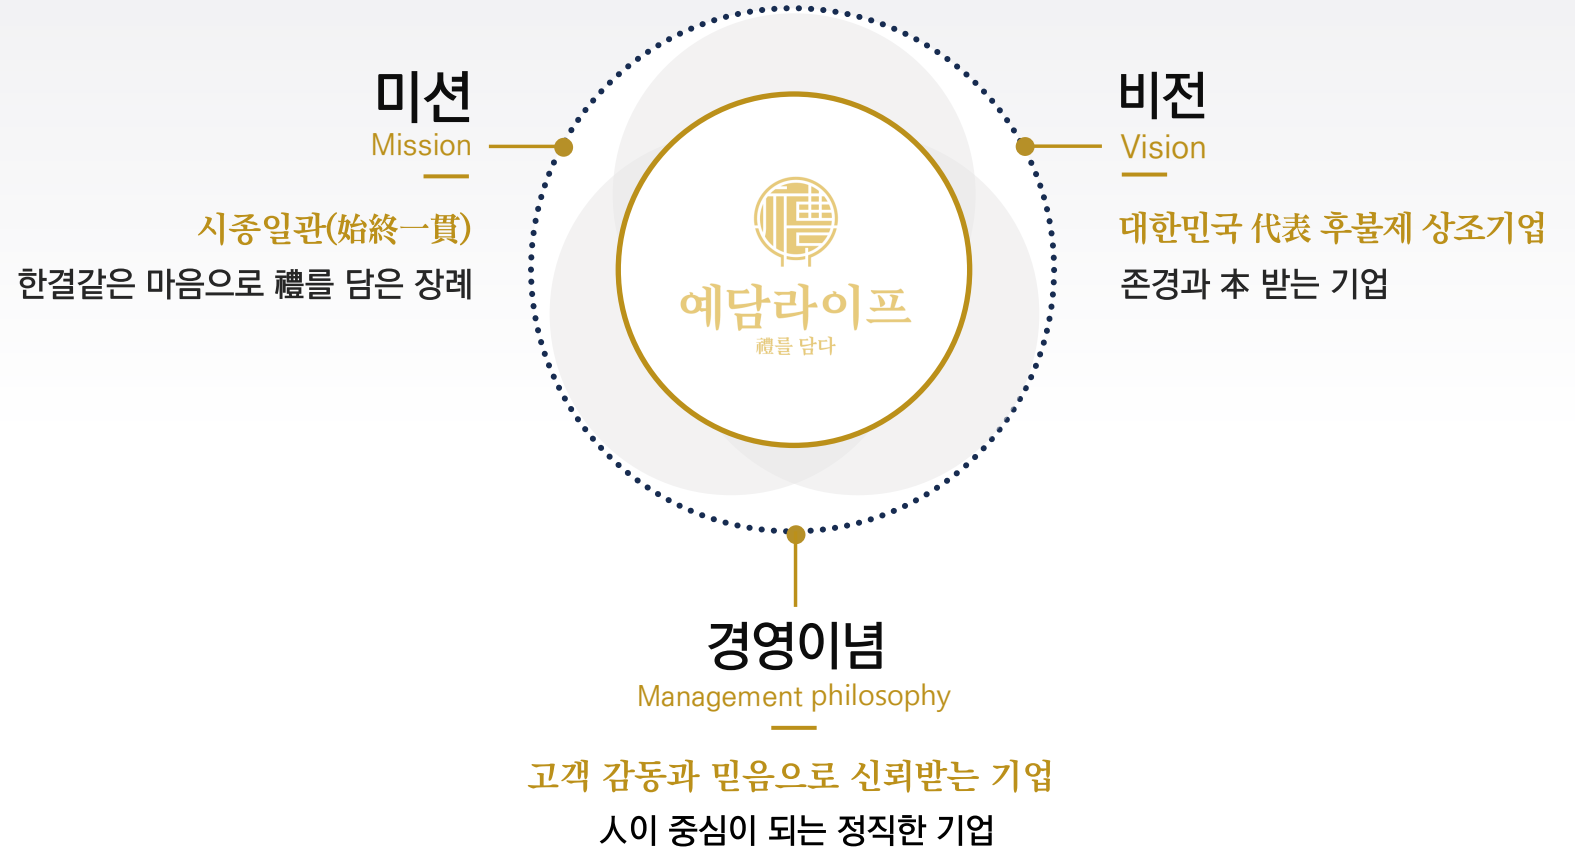 미션
Mission
시종일관(始終一貫)
한결같은 마음으로 禮를 담은 장례
비전
Vision
대한민국 代表 후불제 상조기업
존경과 本 받는 기업
예담라이프
禮를 담다
경영이념
Management philosophy
고객 감동과 믿음으로 신뢰받는 기업
人이 중심이 되는 정직한 기업